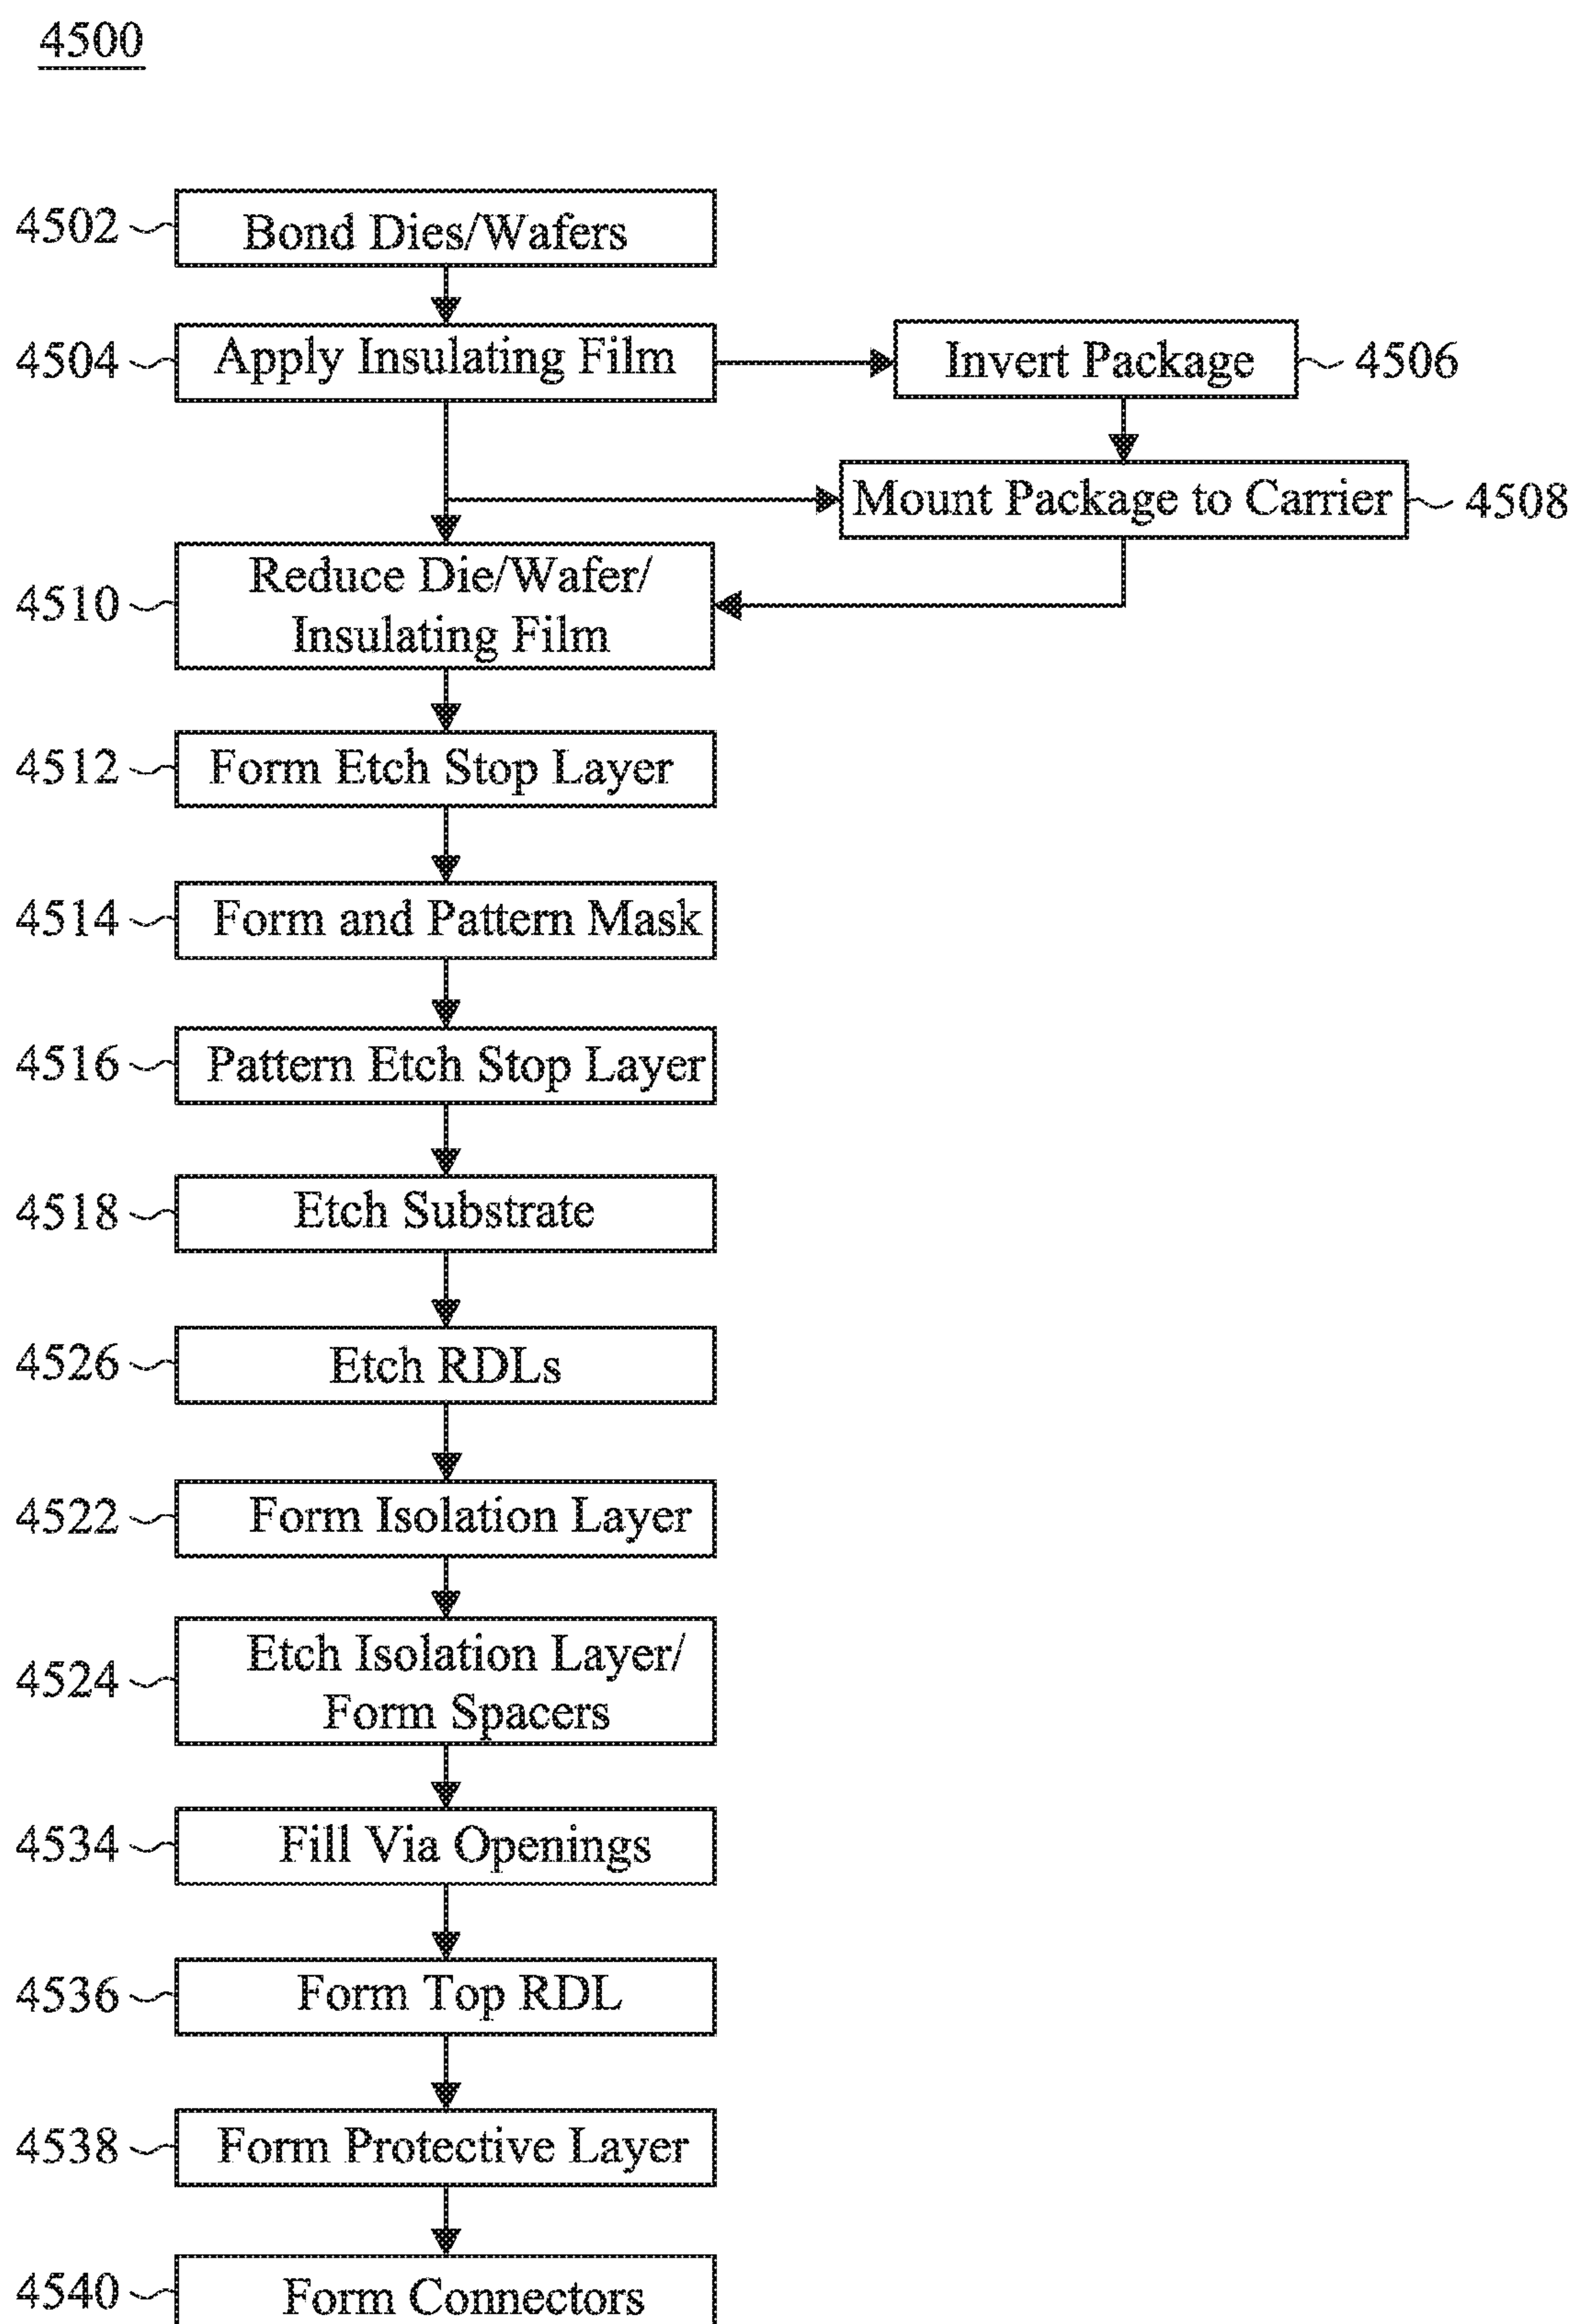 4500
4502
Bond Dies/Wafers
4504
Apply Insulating Film
Invert Package
4506
Mount Package to Carrier
4508
4510
Reduce Die/Wafer/
Insulating Film
4512
Form Etch Stop Layer
4514
Form and Pattern Mask
4516
Pattern Etch Stop Layer
4518
Etch Substrate
4526
Etch RDLs
4522
Form Isolation Layer
4524
Etch Isolation Layer/
Form Spacers
4534
Fill Via Openings
4536
Form Top RDL
4538
Form Protective Layer
4540
Form Connectors